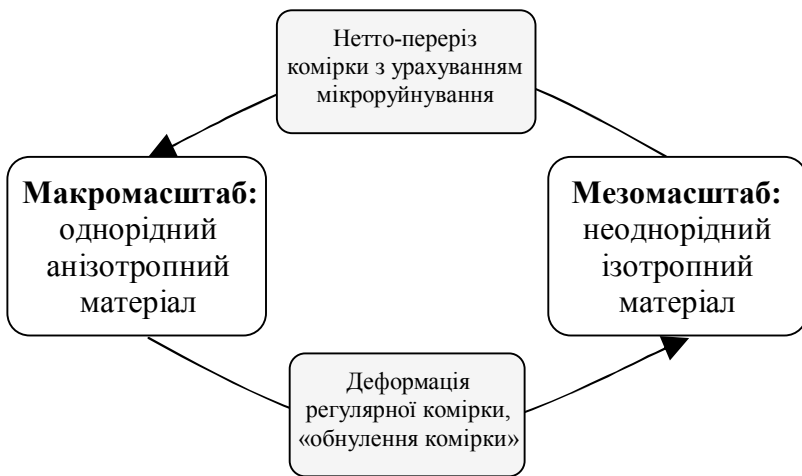 Нетто-переріз
комірки з урахуванням
мікроруйнування
Макромасштаб:
однорідний
анізотропний
матеріал
Мезомасштаб:
неоднорідний
ізотропний
матеріал
Деформація
регулярної комірки,
«обнулення комірки»